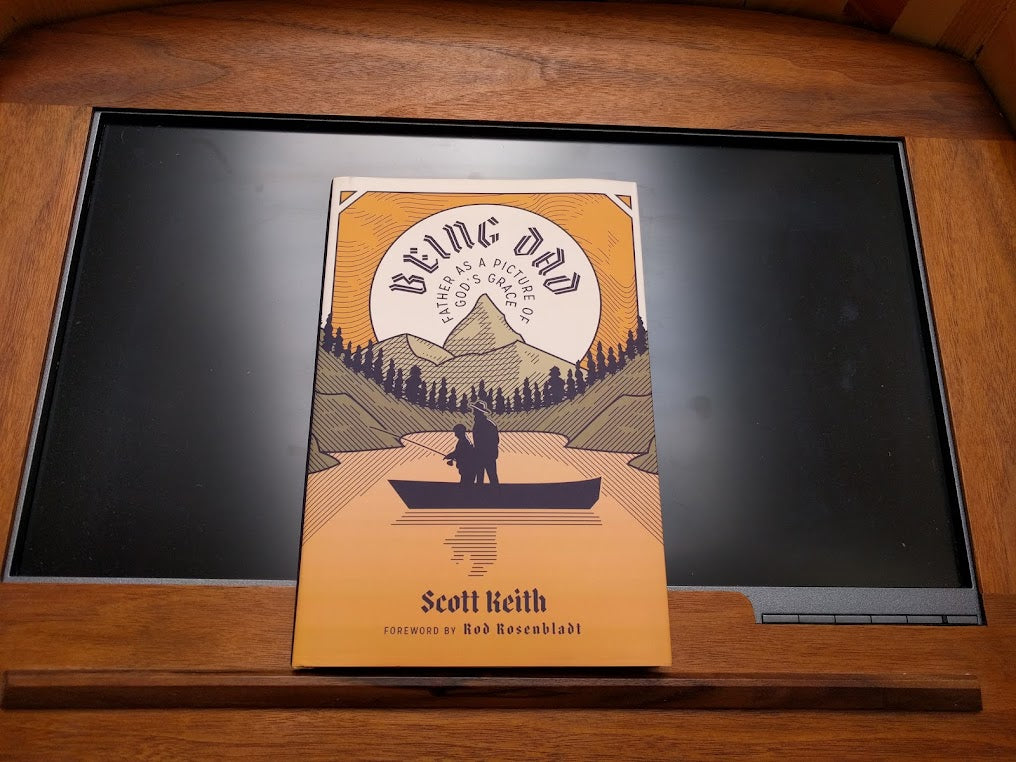 BEING DAD
FATHER AS A PICTURE OF
GOD'S GRACE
Scott Keith
FOREWORD BY Rod Rosenbladt